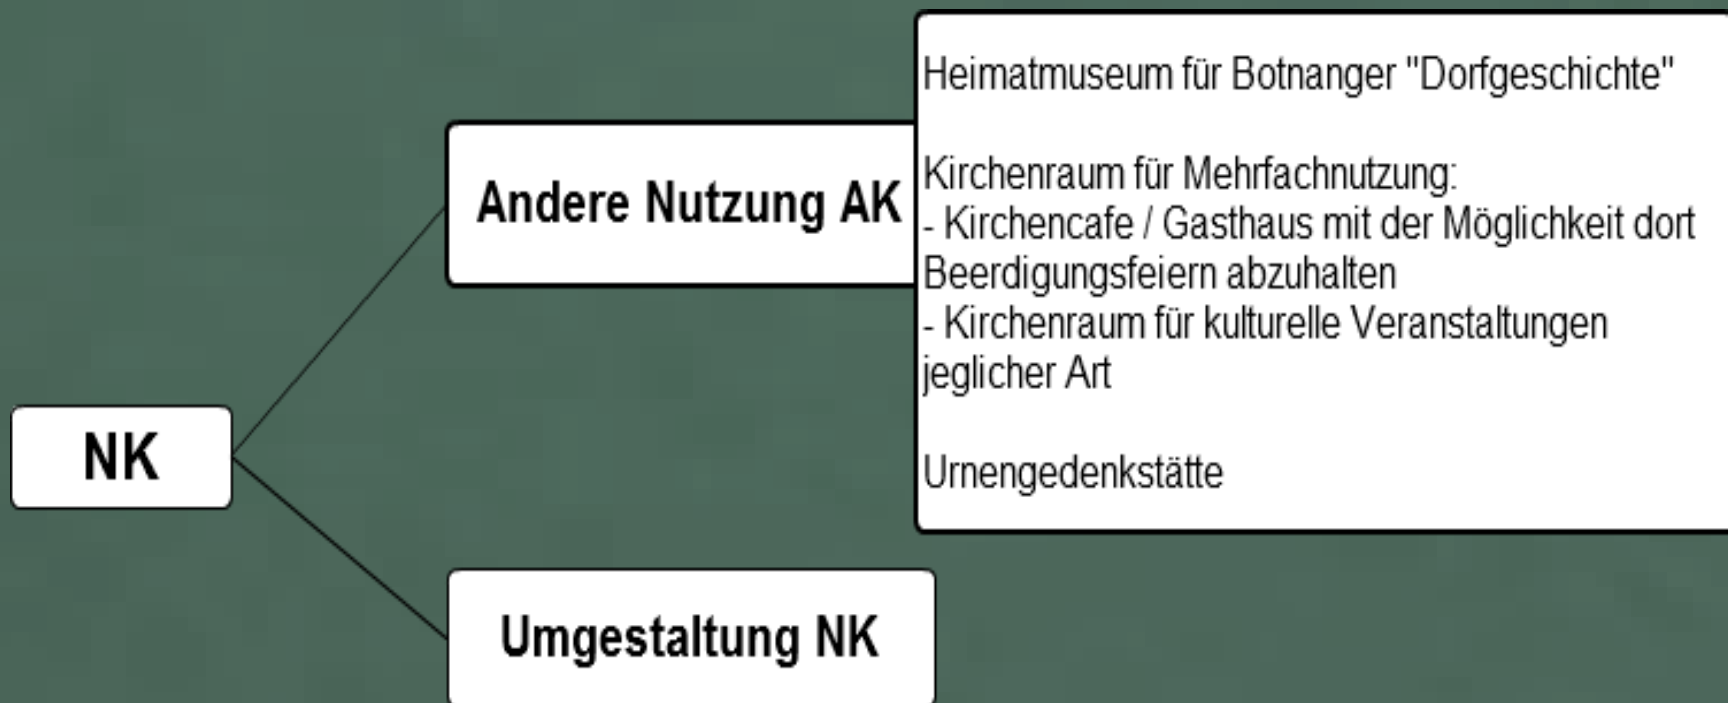 Heimatmuseum für Botnanger "Dorfgeschichte"
Andere Nutzung AK
Kirchenraum für Mehrfachnutzung:
- Kirchencafe / Gasthaus mit der Möglichkeit dort
Beerdigungsfeiern abzuhalten
- Kirchenraum für kulturelle Veranstaltungen
jeglicher Art
Urnengedenkstätte
NK
Umgestaltung NK